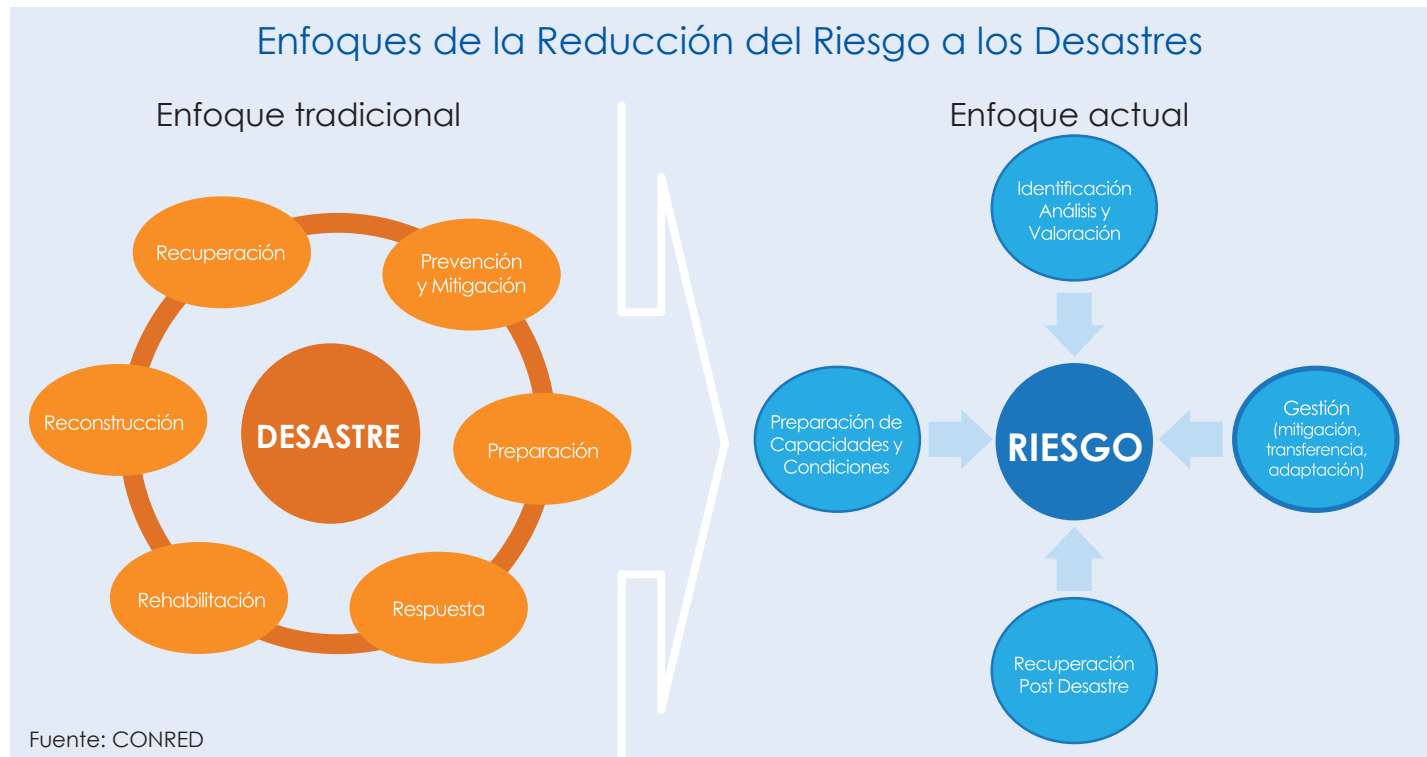 Enfoques de la Reducción del Riesgo a los Desastres
Enfoque tradicional
Recuperación
Prevención
y Mitigación
Reconstrucción
DESASTRE
Preparación
Rehabilitación
Respuesta
Fuente: CONRED
Enfoque actual
Identificación
Análisis y
Valoración
Preparación de
Capacidades y
Condiciones
RIESGO
Gestión
(mitigación,
transferencia,
adaptación)
Recuperación
Post Desastre